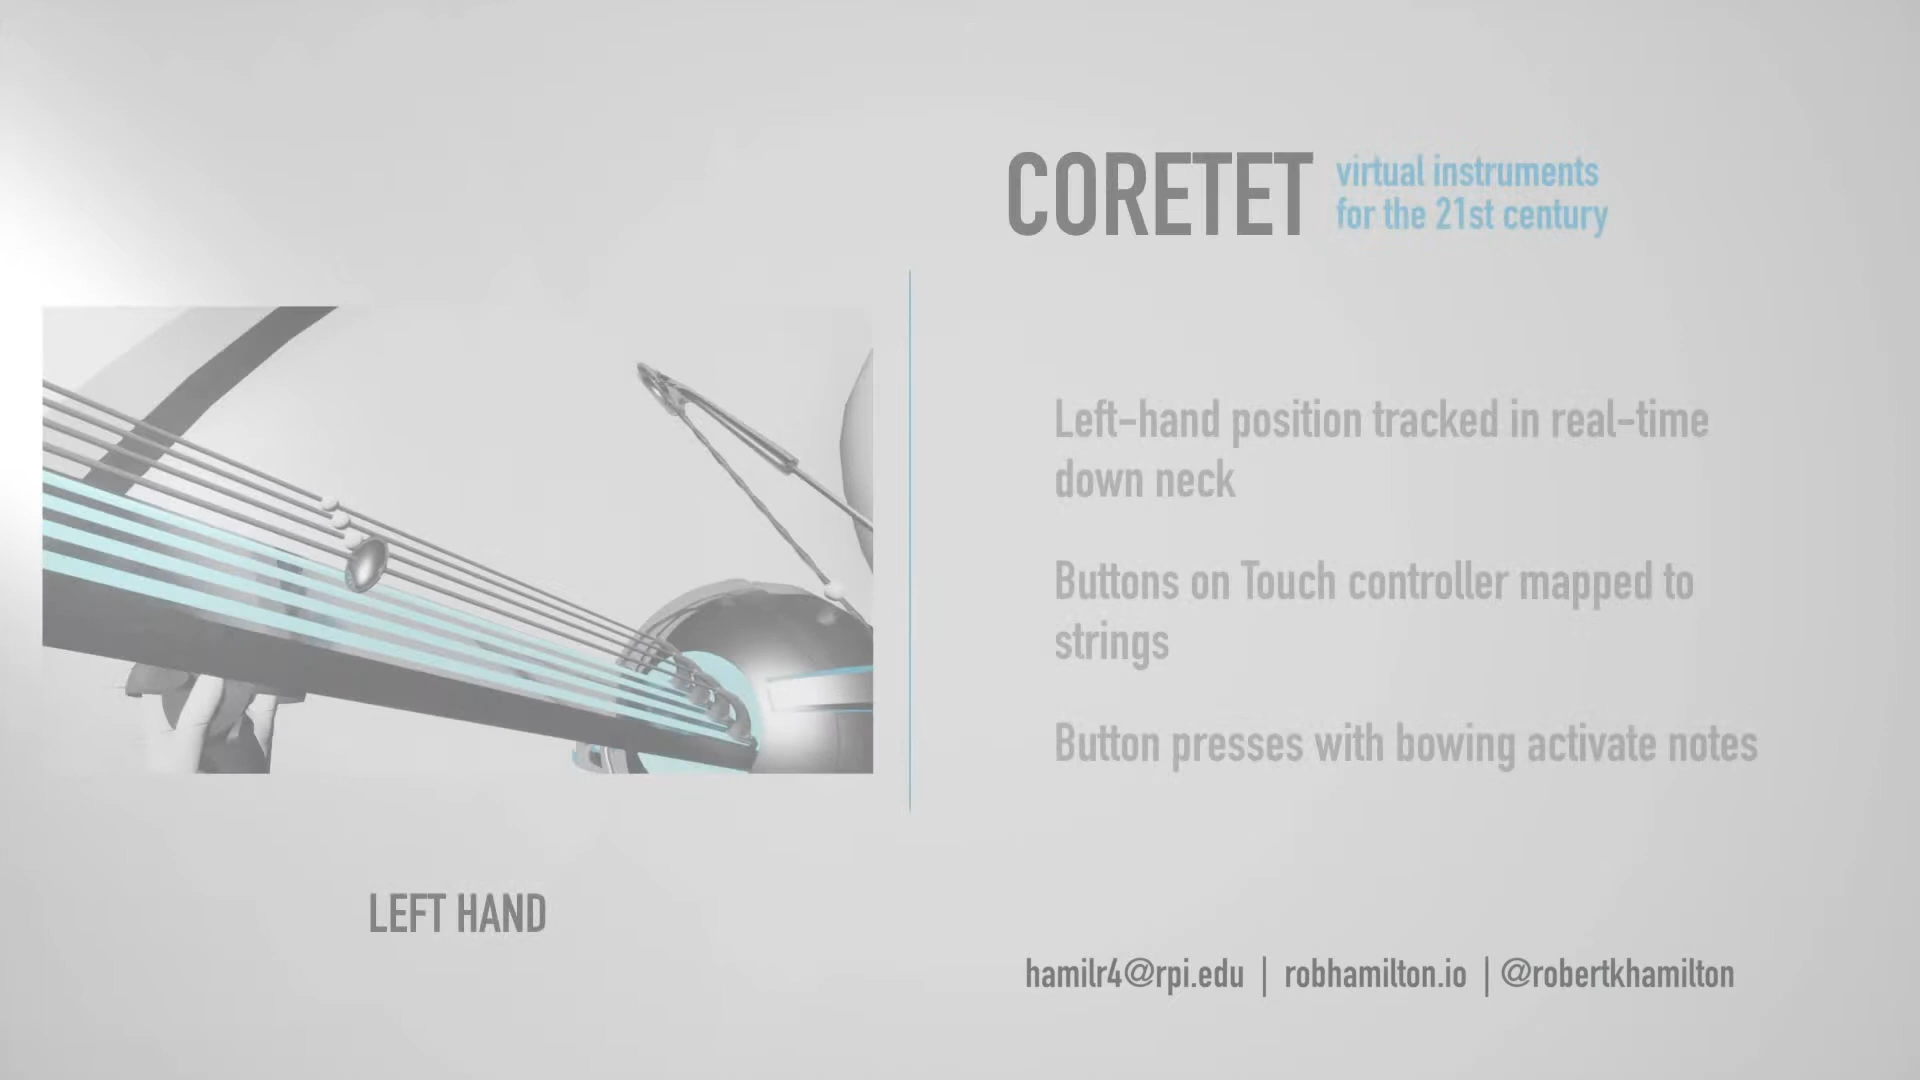 CORETET
virtual instruments
for the 21st century
Left-hand position tracked in real-time
down neck
Buttons on Touch controller mapped to
strings
Button presses with bowing activate notes
LEFT HAND
hamilr4@rpi.edu | robhamilton.io | @robertkhamilton